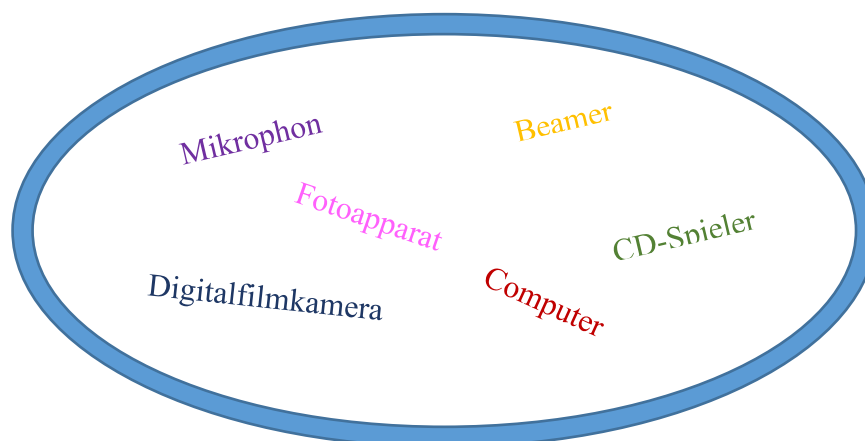 Mikrophon
Beamer
Fotoapparat
CD-Spieler
Digitalfilmkamera
Computer